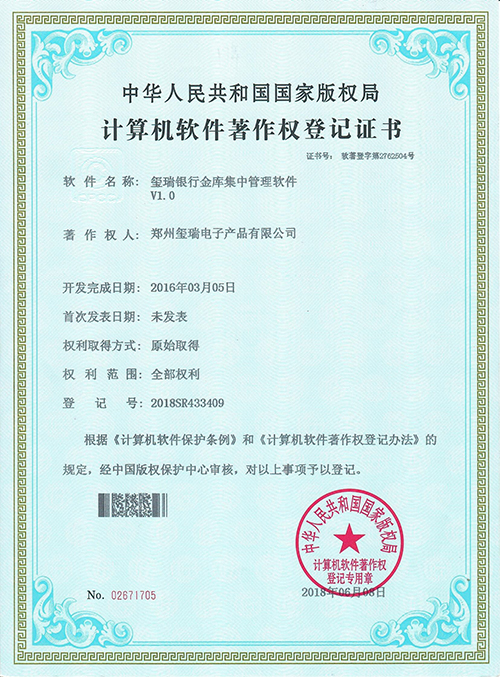 中华人民共和国国家版权局
计算机软件著作权登记证书
证书号： 软著登字第2762504号
软件名称： 玺瑞银行金库集中管理软件
V1.0
著作权人： 郑州玺瑞电子产品有限公司
开发完成日期： 2016年03月05日
首次发表日期： 未发表
权利取得方式： 原始取得
权利范围： 全部权利
登记号： 2018SR433409
根据《计算机软件保护条例》和《计算机软件著作权登记办法》的
规定，经中国版权保护中心审核，对以上事项予以登记。
中华人民共和国国家版权局
计算机软件著作权
登记专用章
No. 02671705
2018年06月08日